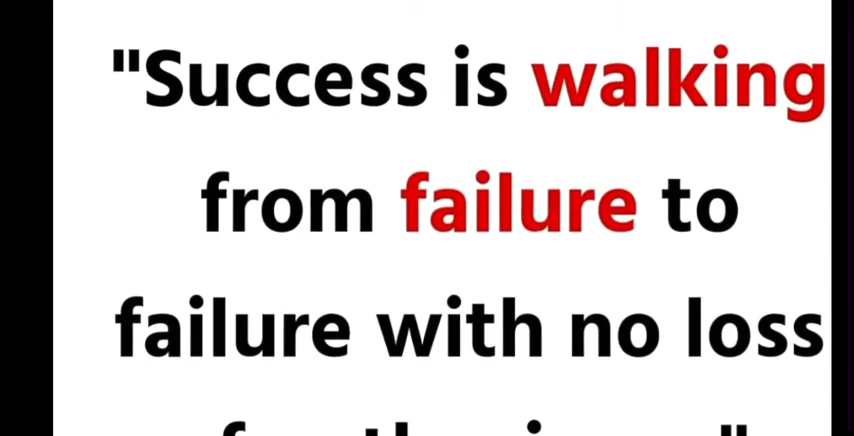 "Success is walking
from failure to
failure with no loss